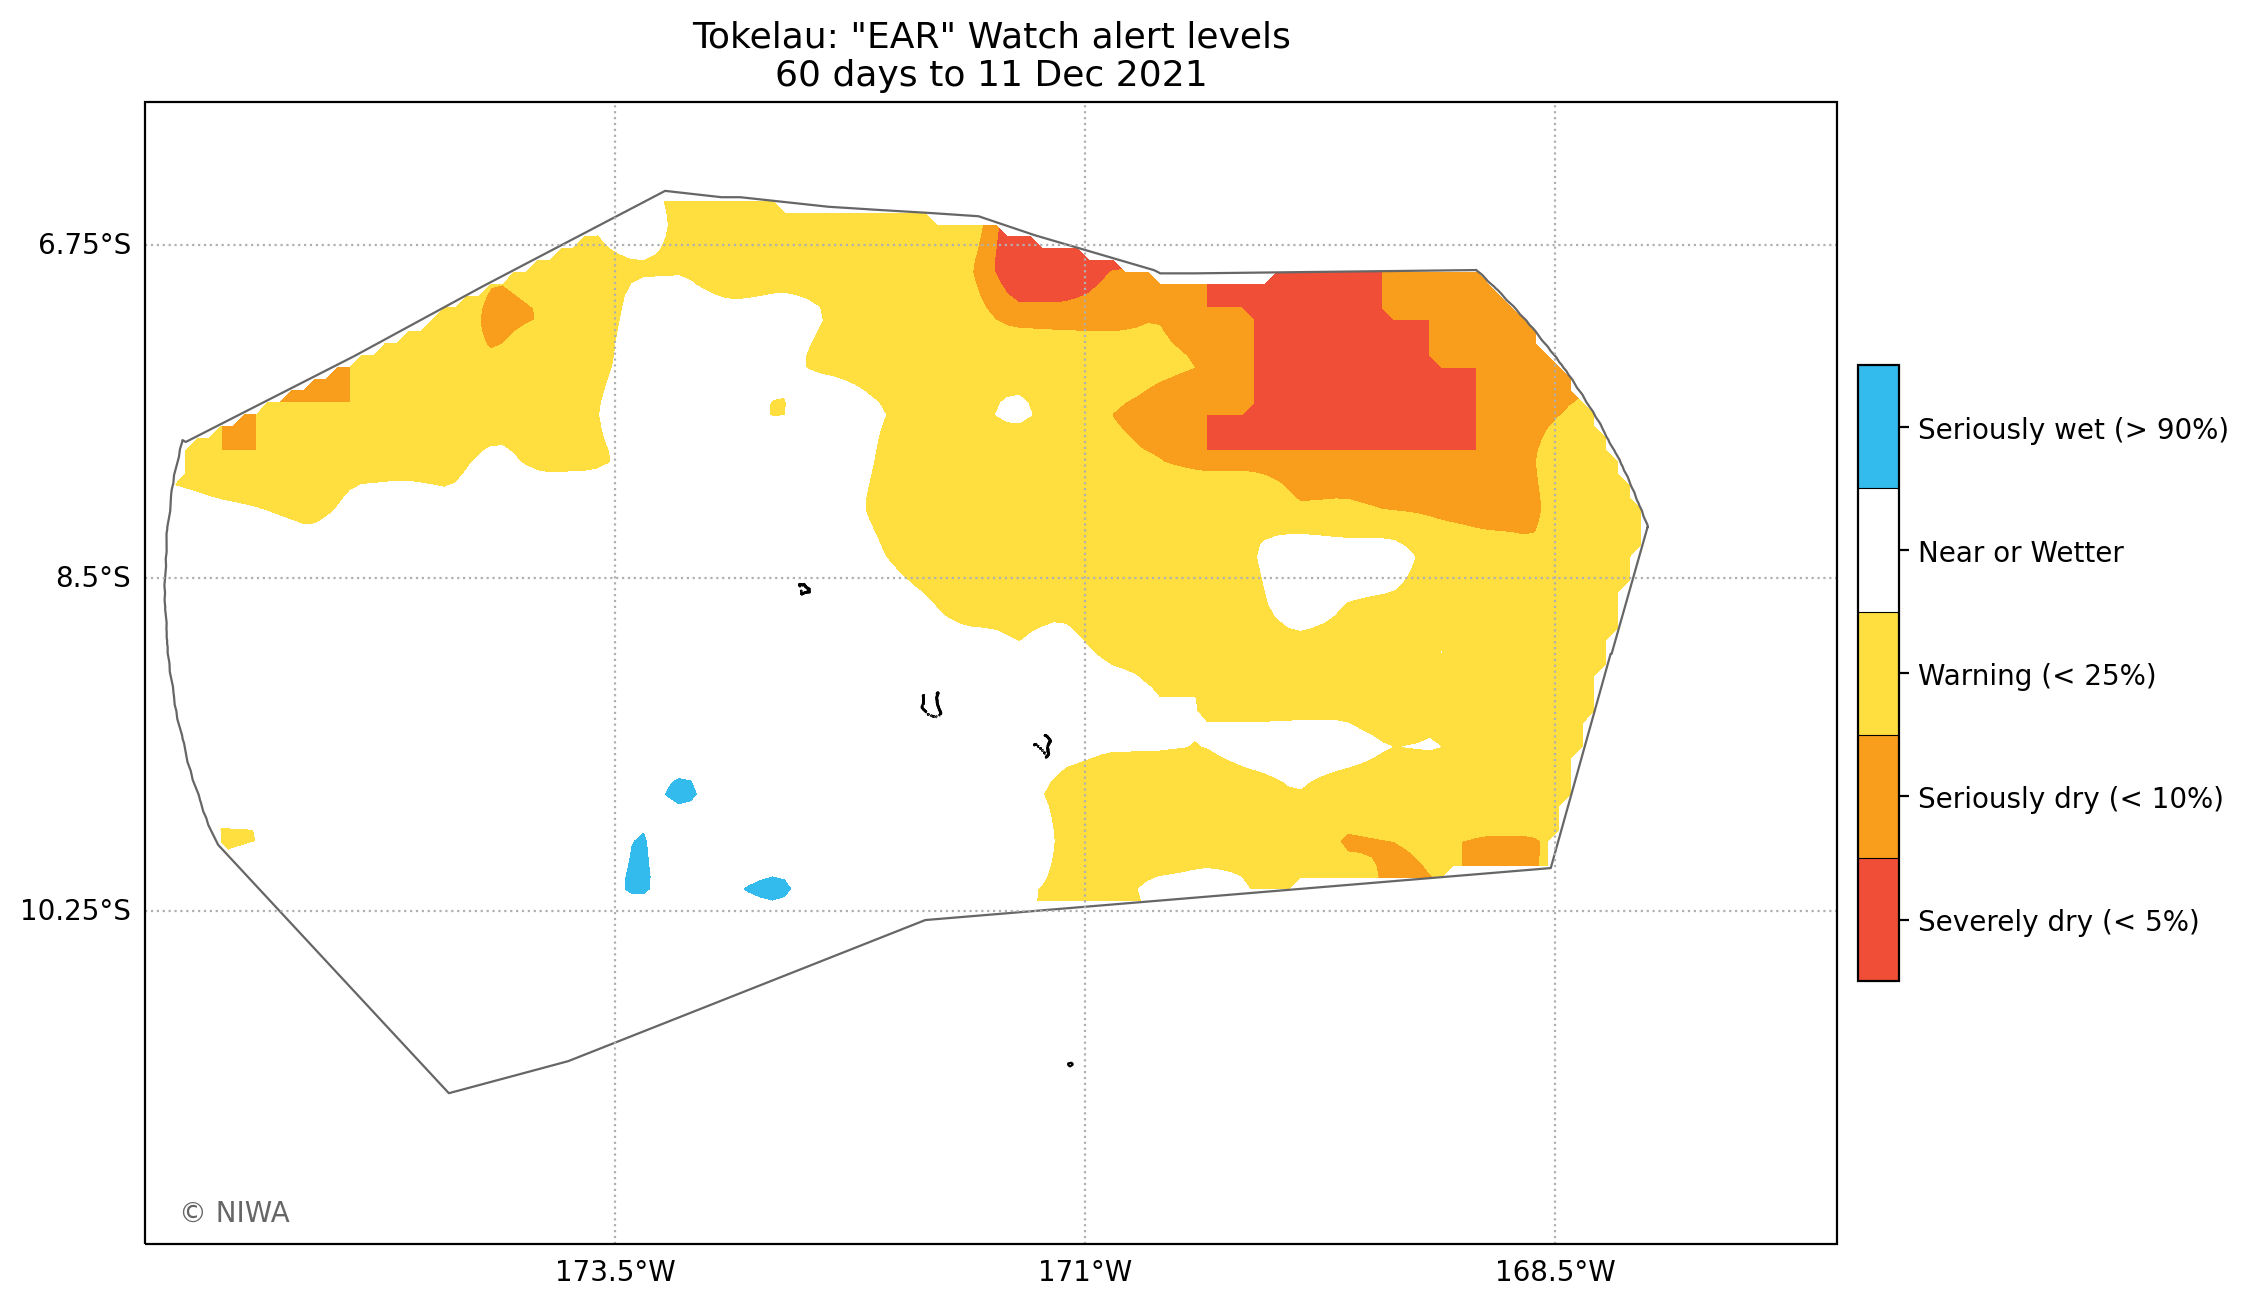 Tokelau: "EAR" Watch alert levels
60 days to 11 Dec 2021
6.75°S
8.5°S
10.25°S
173.5°W
171°W
168.5°W
Seriously wet (> 90%)
Near or Wetter
Warning (< 25%)
Seriously dry (< 10%)
Severely dry (< 5%)
© NIWA